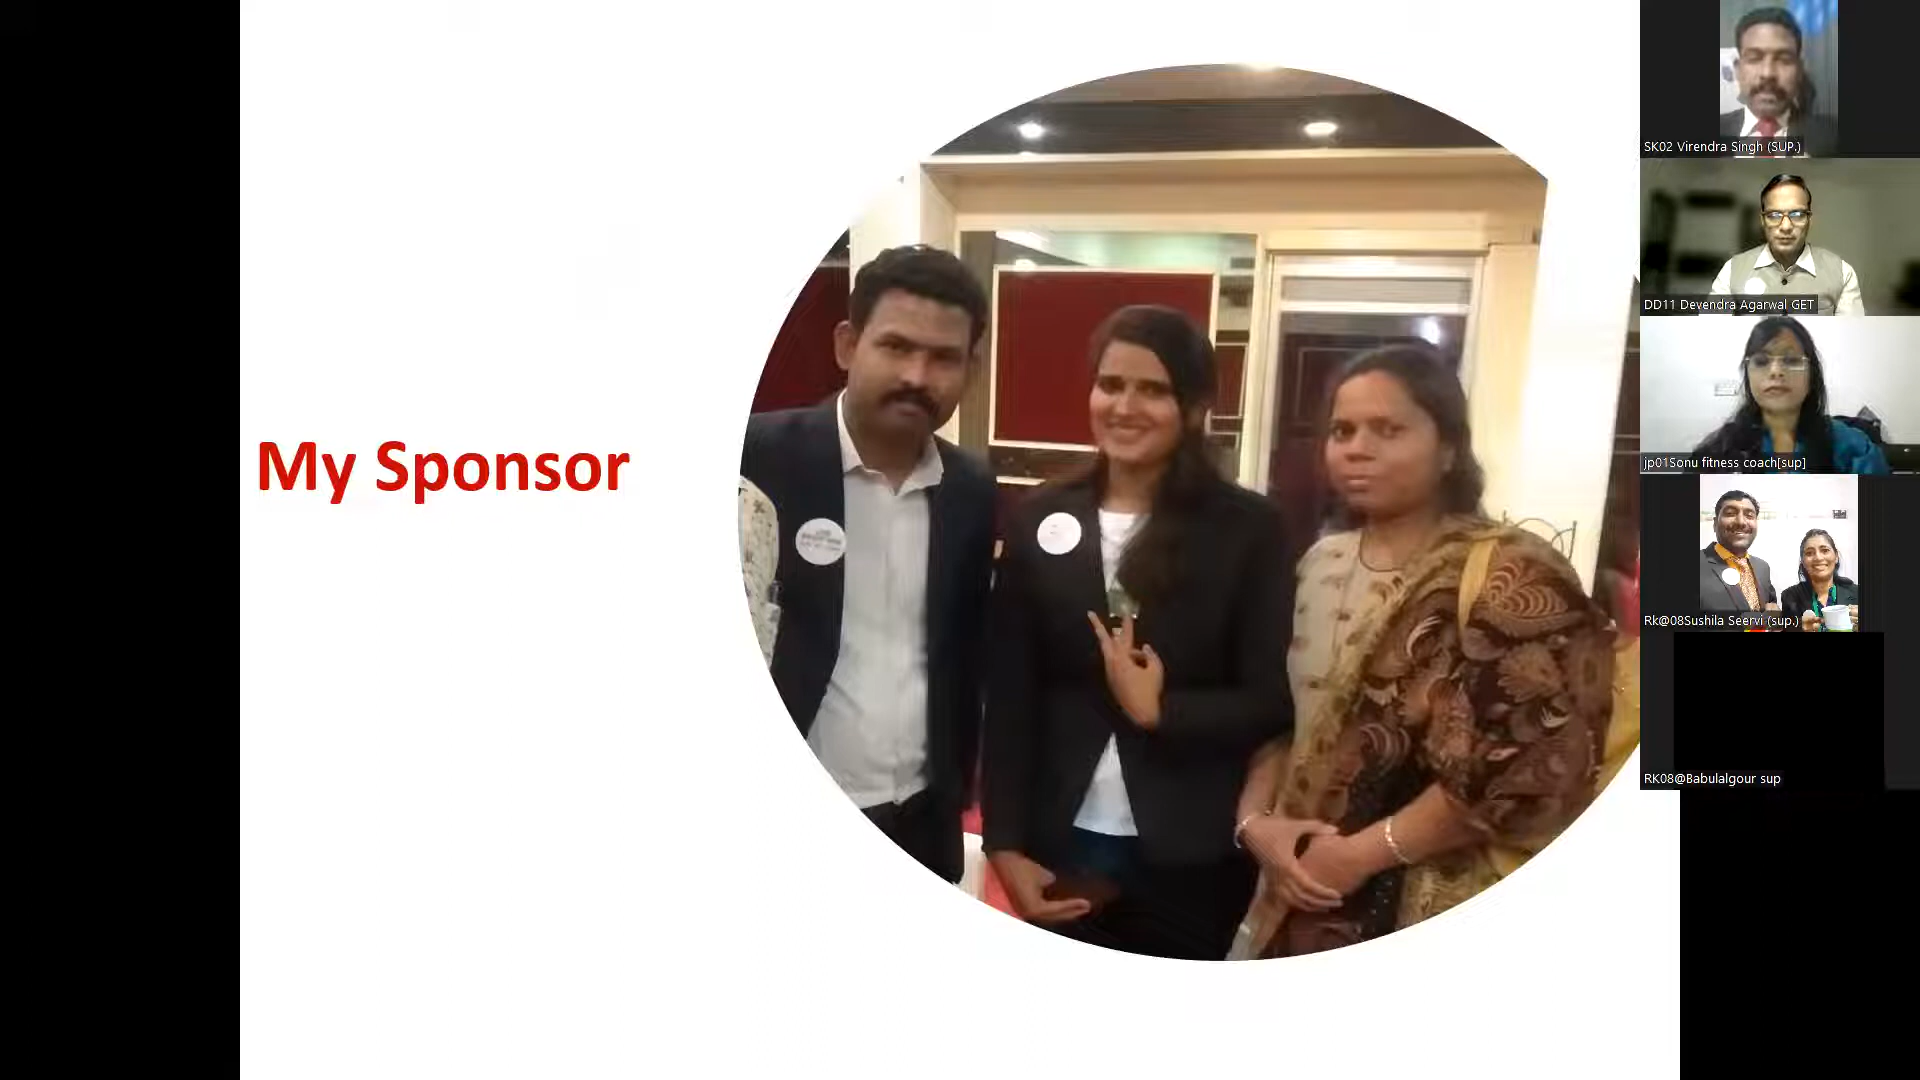 My Sponsor
SK02 Virendra Singh (SUP.)
DD11 Devendra Agarwal GET
jp01Sonu fitness coach[sup]
Rk@08Sushila Seervi (sup.)
RK08@Babulalgour sup